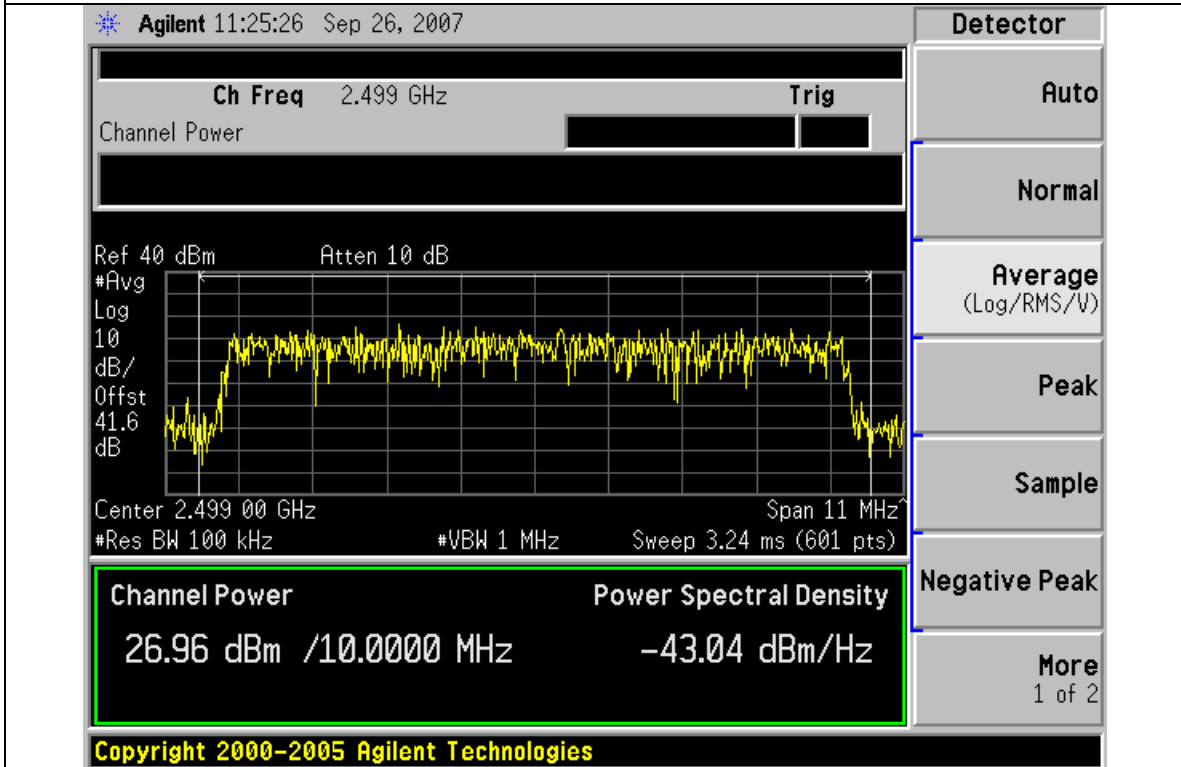 Agilent 11:25:26 Sep 26, 2007
Detector
Ch Freq 2.499 GHz Trig
Channel Power
Auto
Normal
Average
(Log/RMS/V)
Peak
Sample
Negative Peak
More
1 of 2
Ref 40 dBm Atten 10 dB
#Avg
Log
10
dB/
Offst
41.6
dB
Center 2.499 00 GHz Span 11 MHz^
#Res BW 100 kHz #VBW 1 MHz Sweep 3.24 ms (601 pts)
Channel Power Power Spectral Density
26.96 dBm /10.0000 MHz -43.04 dBm/Hz
Copyright 2000-2005 Agilent Technologies